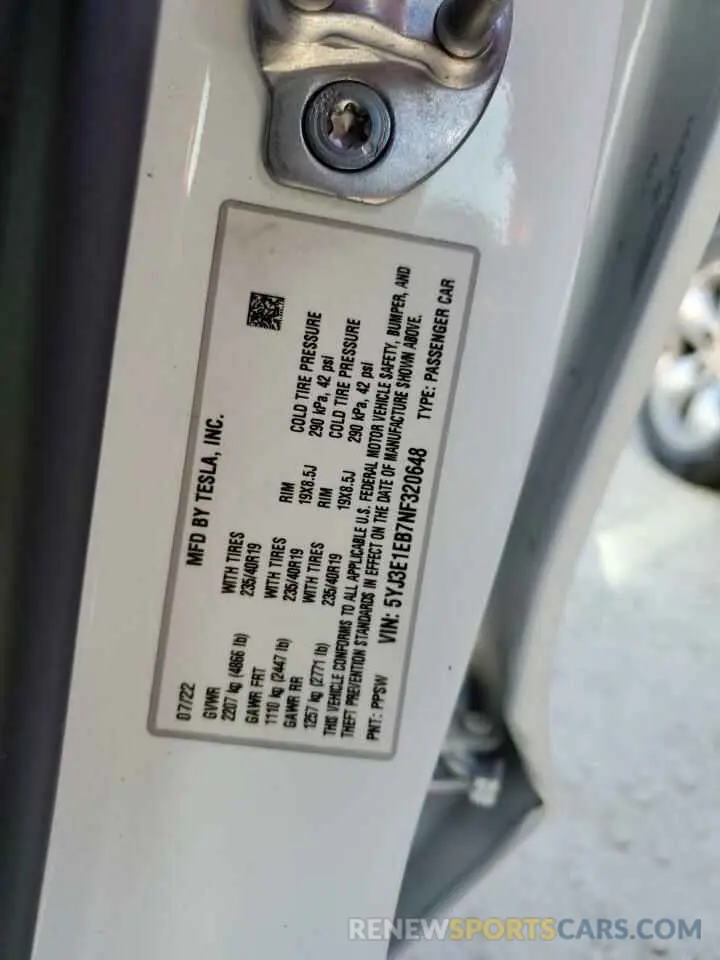 MFD BY TESLA, INC.
07/22
GVWR WITH TIRES RIM COLD TIRE PRESSURE
2207 kg (4866 lb) 235/40R19 19X8.5J 290 kPa, 42 psi
GAWR FRT WITH TIRES RIM COLD TIRE PRESSURE
1110 kg (2447 lb) 235/40R19 19X8.5J 290 kPa, 42 psi
GAWR RR WITH TIRES
1257 kg (2771 lb) 235/40R19
THIS VEHICLE CONFORMS TO ALL APPLICABLE U.S. FEDERAL MOTOR VEHICLE SAFETY, BUMPER, AND
THEFT PREVENTION STANDARDS IN EFFECT ON THE DATE OF MANUFACTURE SHOWN ABOVE.
PNT: PPSW VIN: 5YJ3E1EB7NF320648 TYPE: PASSENGER CAR
RENEWSPORTSCARS.COM